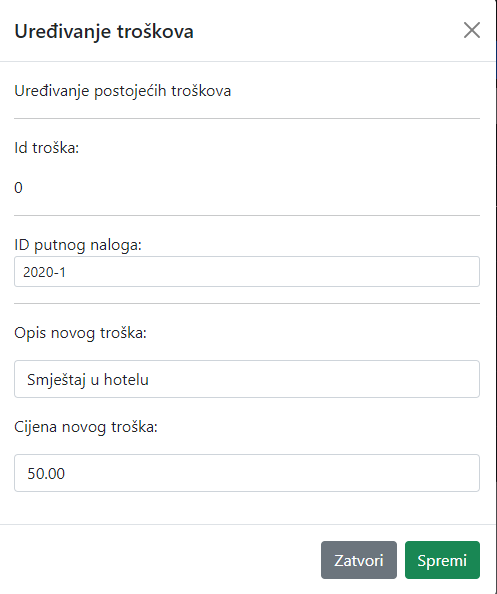 Uređivanje troškova
Uređivanje postojećih troškova
Id troška:
0
ID putnog naloga:
2020-1
Opis novog troška:
Smještaj u hotelu
Cijena novog troška:
50.00
Zatvori Spremi